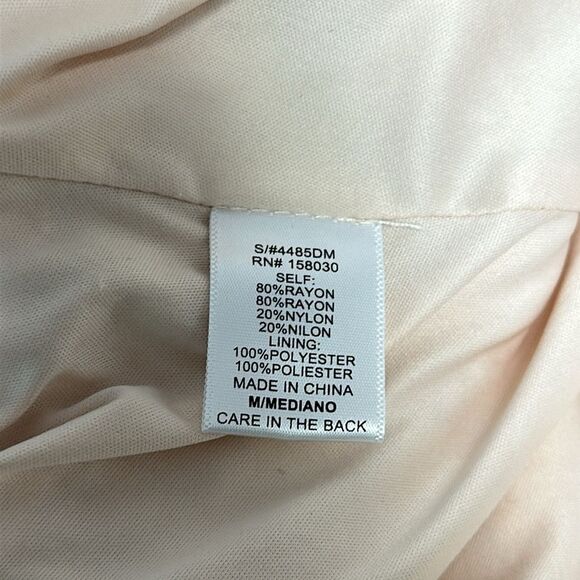 S/#4485DM
RN# 158030
SELF:
80%RAYON
80%RAYON
20%NYLON
20%NILON
LINING:
100%POLYESTER
100%POLIESTER
MADE IN CHINA
M/MEDIANO
CARE IN THE BACK